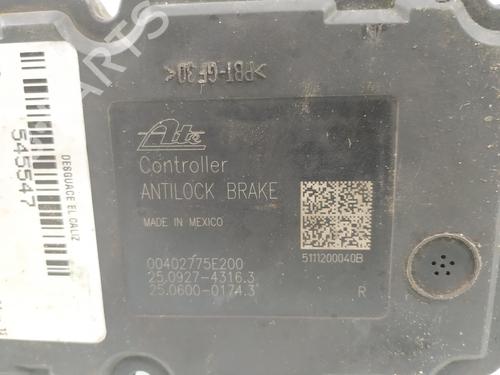 >PBT-GF30<
Ate
Controller
ANTILOCK BRAKE
MADE IN MEXICO
00402775E200
25.0927-4316.3
25.0600-0174.3
5111200040B
R
DESGUACE EL CALIZ
545547
PARTS